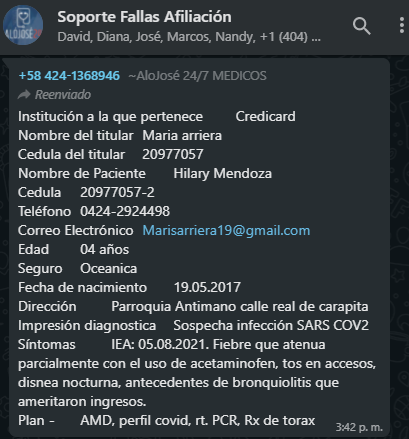 Soporte Fallas Afiliación
David, Diana, José, Marcos, Nandy, +1 (404) ...
ALOJOSÉ24
+58 424-1368946 ~AloJosé 24/7 MEDICOS
Reenviado
Institución a la que pertenece Credicard
Nombre del titular Maria arriera
Cedula del titular 20977057
Nombre de Paciente Hilary Mendoza
Cedula 20977057-2
Teléfono 0424-2924498
Correo Electrónico Marisarriera19@gmail.com
Edad 04 años
Seguro Oceanica
Fecha de nacimiento 19.05.2017
Dirección Parroquia Antimano calle real de carapita
Impresión diagnostica Sospecha infección SARS COV2
Síntomas IEA: 05.08.2021. Fiebre que atenua
parcialmente con el uso de acetaminofen, tos en accesos,
disnea nocturna, antecedentes de bronquiolitis que
ameritaron ingresos.
Plan - AMD, perfil covid, rt. PCR, Rx de torax
3:42 p. m.